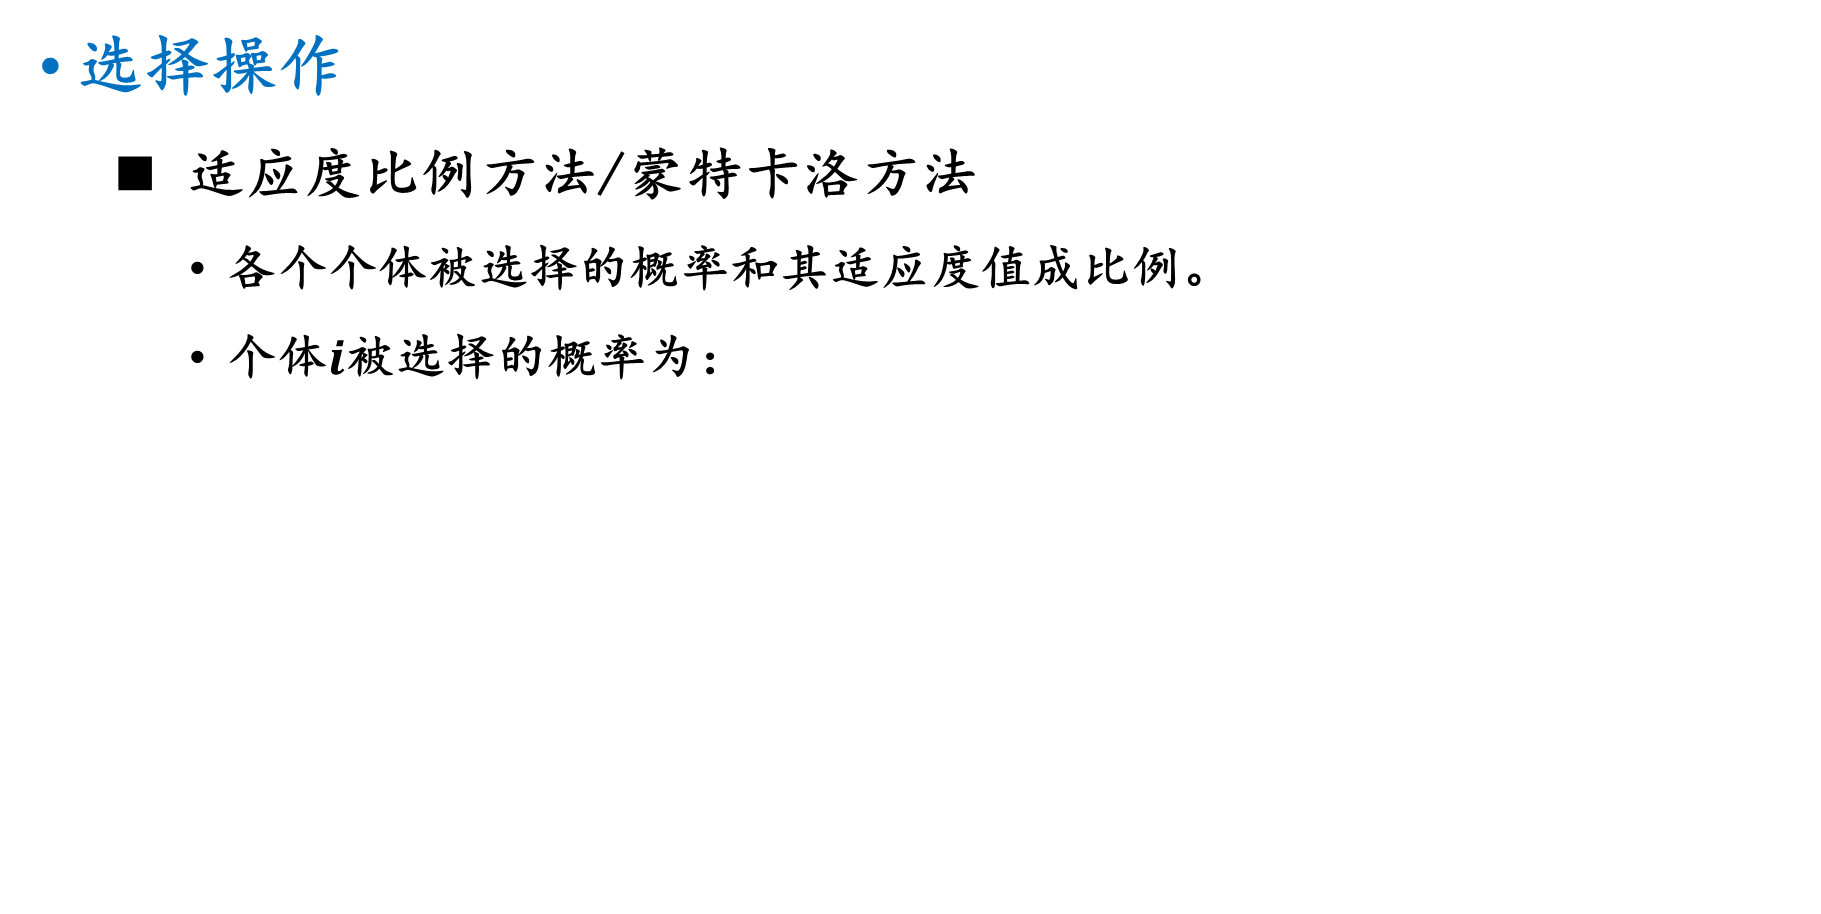 • 选择操作
■ 适应度比例方法/蒙特卡洛方法
• 各个个体被选择的概率和其适应度值成比例。
• 个体i被选择的概率为：